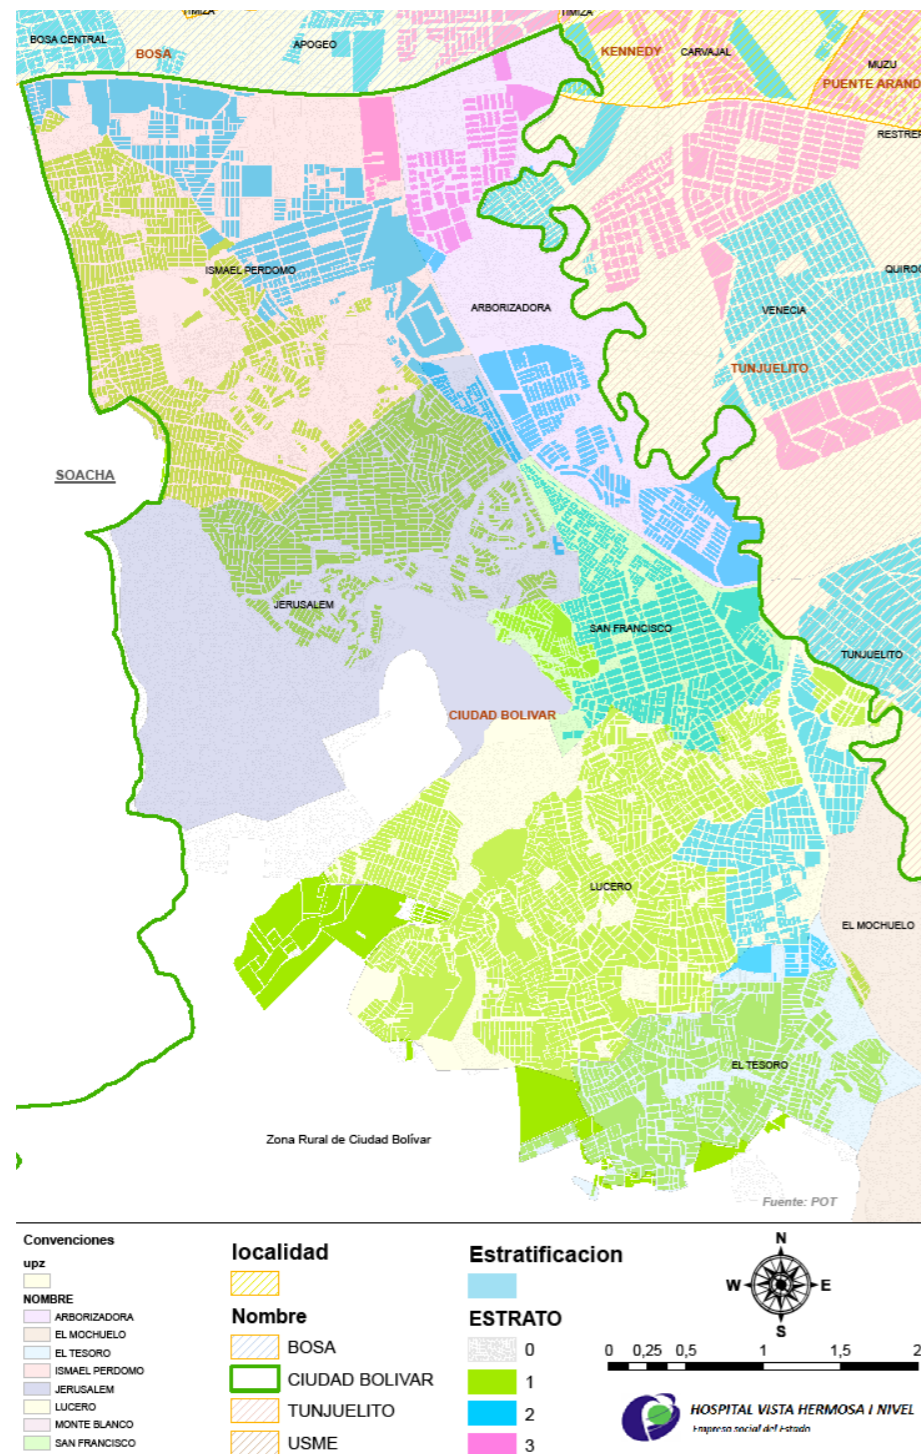 TIMIZA
TIMIZA
BOSA CENTRAL
APOGEO
BOSA
KENNEDY
CARVAJAL
MUZU
PUENTE ARAND
RESTREP
ISMAEL PERDOMO
QUIROG
ARBORIZADORA
VENECIA
TUNJUELITO
SOACHA
JERUSALEM
SAN FRANCISCO
TUNJUELITO
CIUDAD BOLIVAR
LUCERO
EL MOCHUELO
EL TESORO
Zona Rural de Ciudad Bolívar
Fuente: POT
Convenciones
upz
NOMBRE
ARBORIZADORA
EL MOCHUELO
EL TESORO
ISMAEL PERDOMO
JERUSALEM
LUCERO
MONTE BLANCO
SAN FRANCISCO
localidad
Nombre
BOSA
CIUDAD BOLIVAR
TUNJUELITO
USME
Estratificacion
ESTRATO
0
1
2
3
N
W E
S
0 0,25 0,5 1 1,5 2
HOSPITAL VISTA HERMOSA I NIVEL
Empresa social del Estado